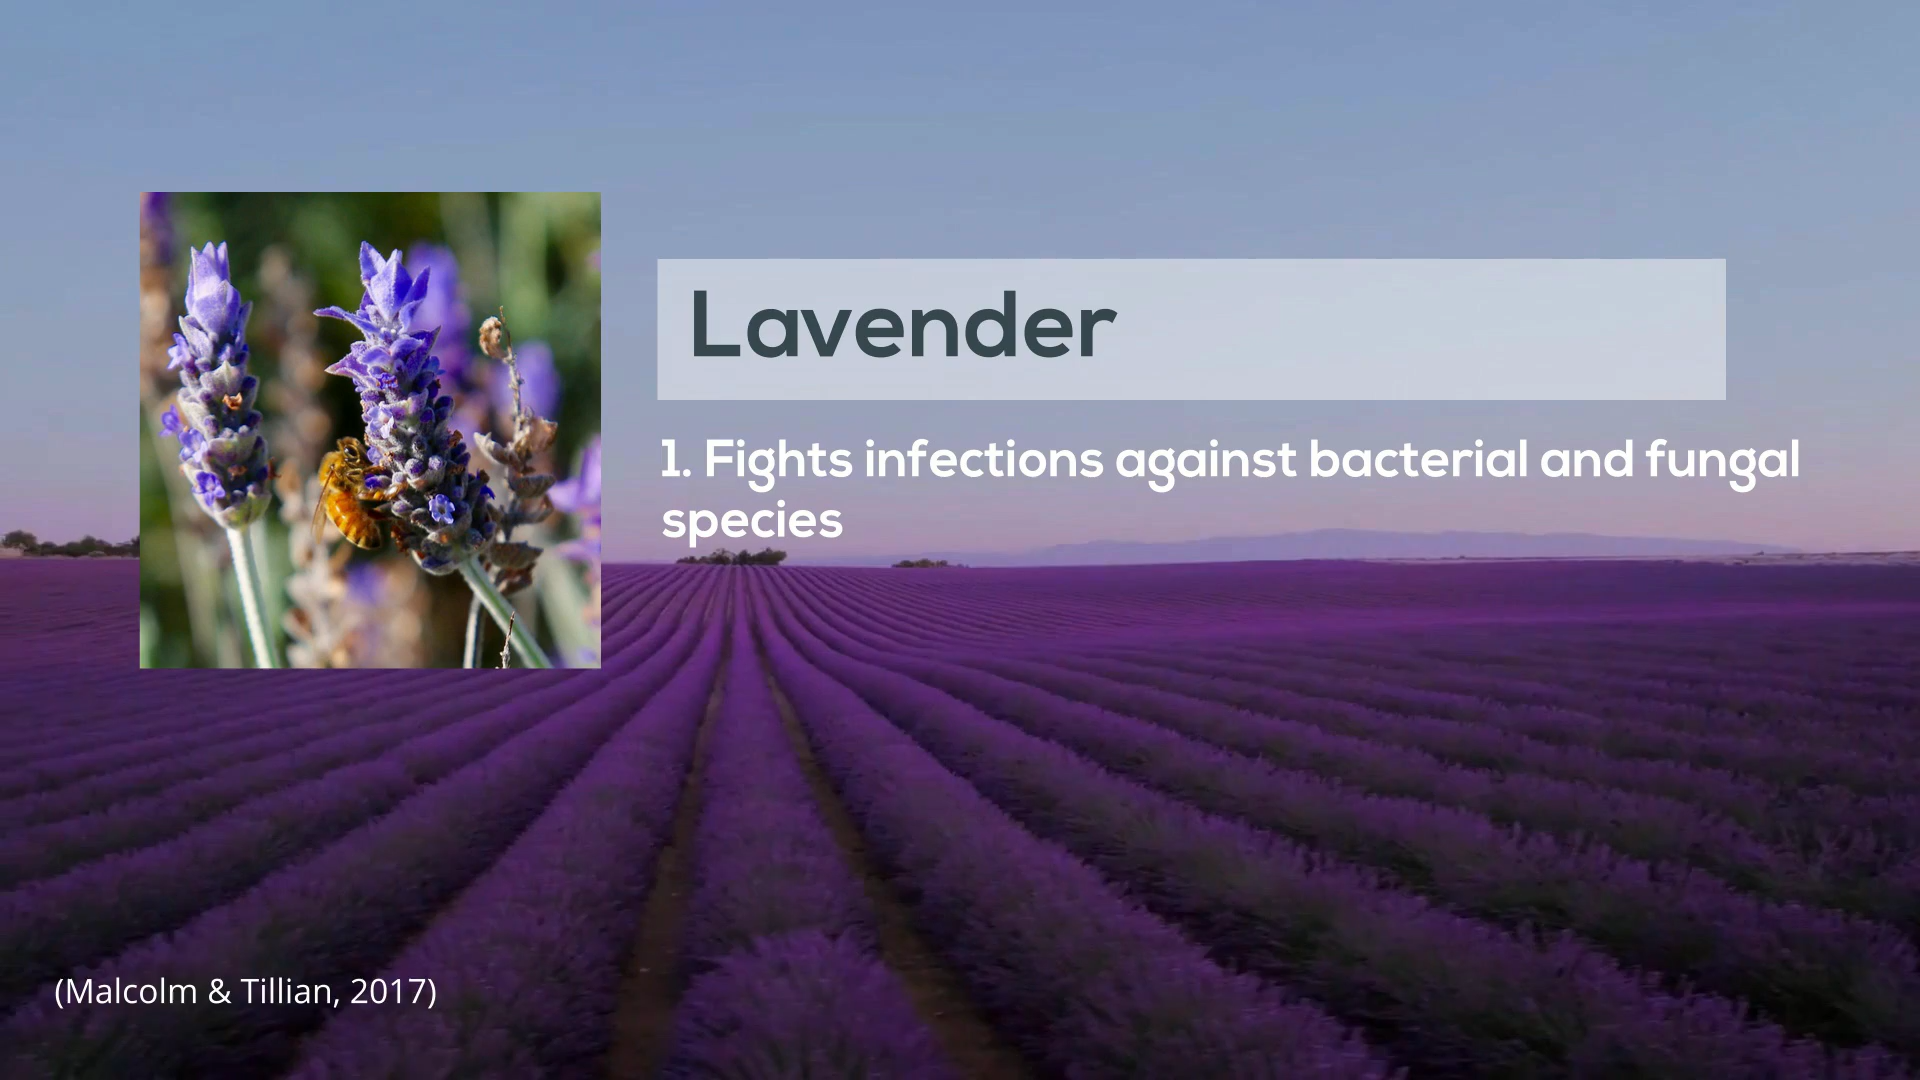 Lavender
1. Fights infections against bacterial and fungal
species
(Malcolm & Tillian, 2017)